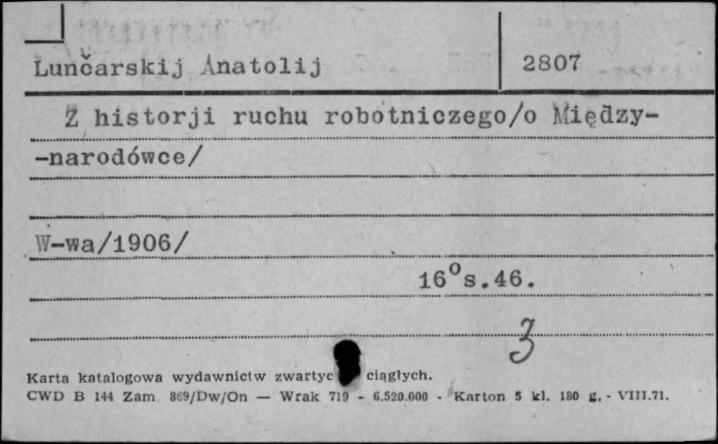 Lunčarskij Anatolij 2807
Z historji ruchu robotniczego/o Między-
-narodówce/
W-wa/1906/
16° s.46.
3
Karta katalogowa wydawnictw zwartyc ciągłych.
CWD B 144 Zam. 869/Dw/On — Wrak 719 - 6.520.000 - Karton 5 kl. 180 g. - VIII.71.